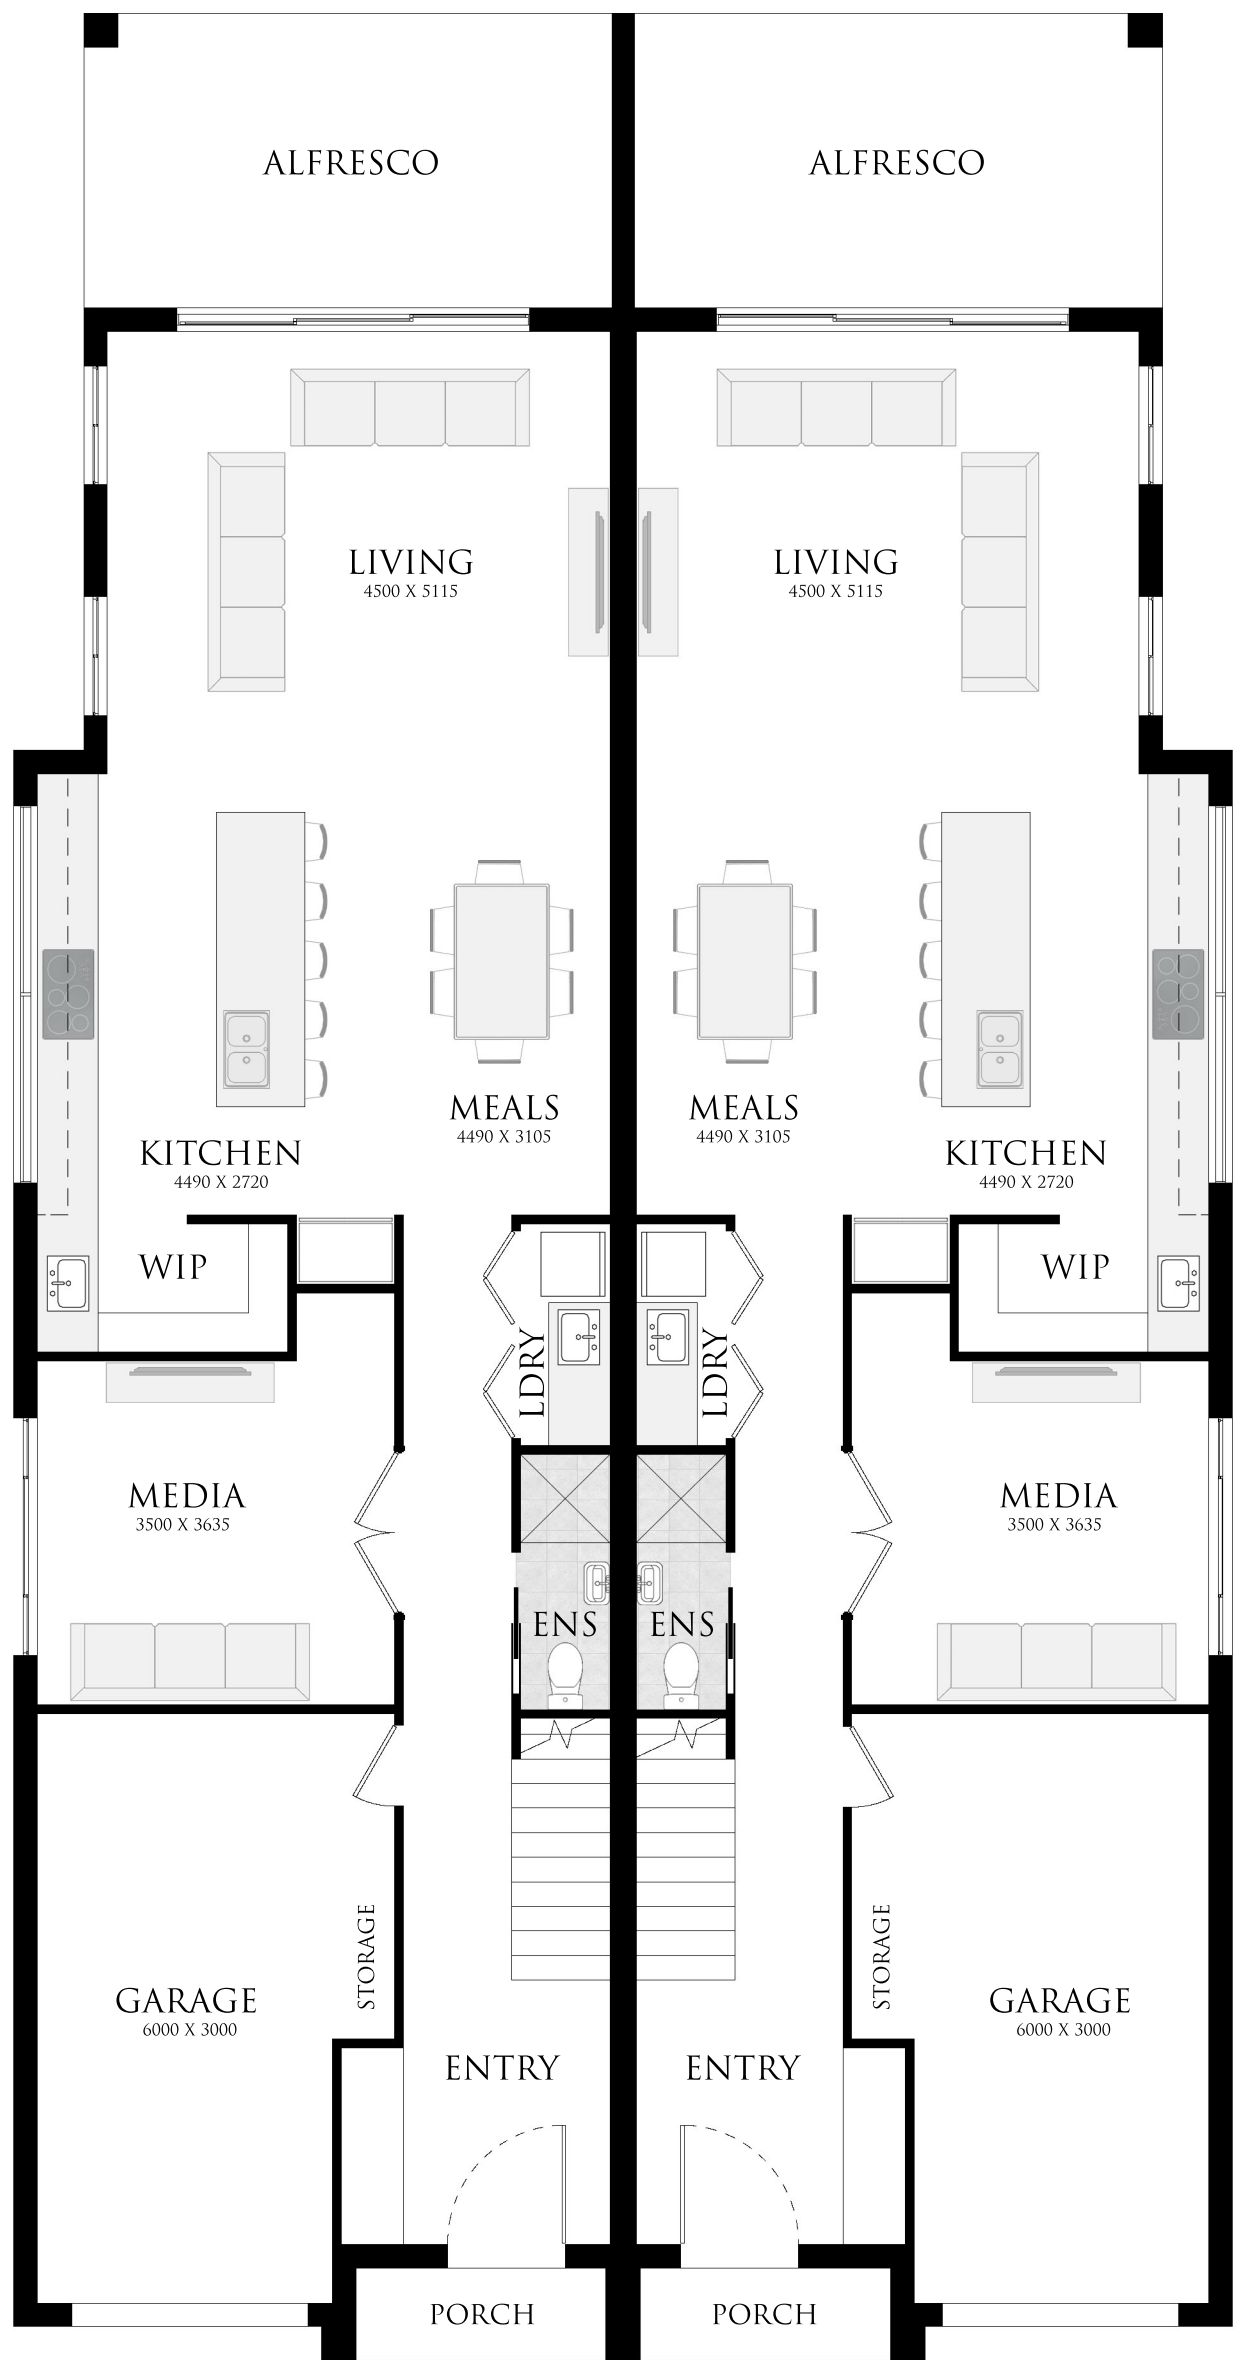 ALFRESCO
ALFRESCO
LIVING
4500 X 5115
LIVING
4500 X 5115
MEALS
4490 X 3105
MEALS
4490 X 3105
KITCHEN
4490 X 2720
KITCHEN
4490 X 2720
WIP
WIP
LDRY
LDRY
MEDIA
3500 X 3635
MEDIA
3500 X 3635
ENS
ENS
STORAGE
STORAGE
GARAGE
6000 X 3000
GARAGE
6000 X 3000
ENTRY
ENTRY
PORCH
PORCH